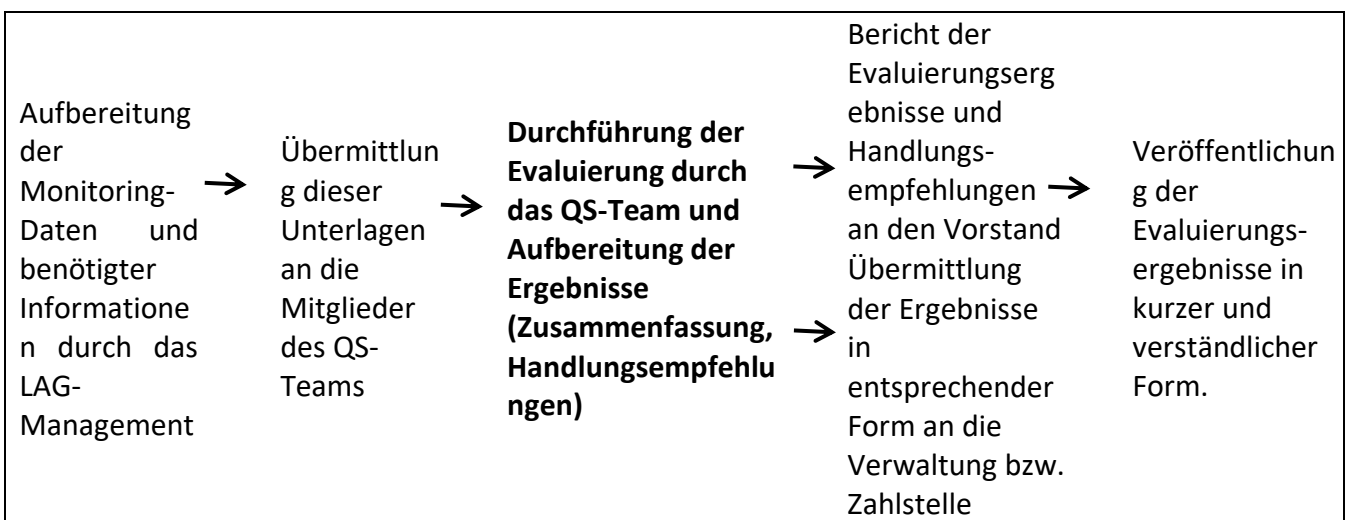 Aufbereitung
der
Monitoring-
Daten und
benötigter
Informatione
n durch das
LAG-
Management
Übermittlun
g dieser
Unterlagen
an die
Mitglieder
des QS-
Teams
Durchführung der
Evaluierung durch
das QS-Team und
Aufbereitung der
Ergebnisse
(Zusammenfassung,
Handlungsempfehlu
ngen)
Bericht der
Evaluierungserg
ebnisse und
Handlungs-
empfehlungen
an den Vorstand
Übermittlung
der Ergebnisse
in
entsprechender
Form an die
Verwaltung bzw.
Zahlstelle
Veröffentlichun
g der
Evaluierungs-
ergebnisse in
kurzer und
verständlicher
Form.